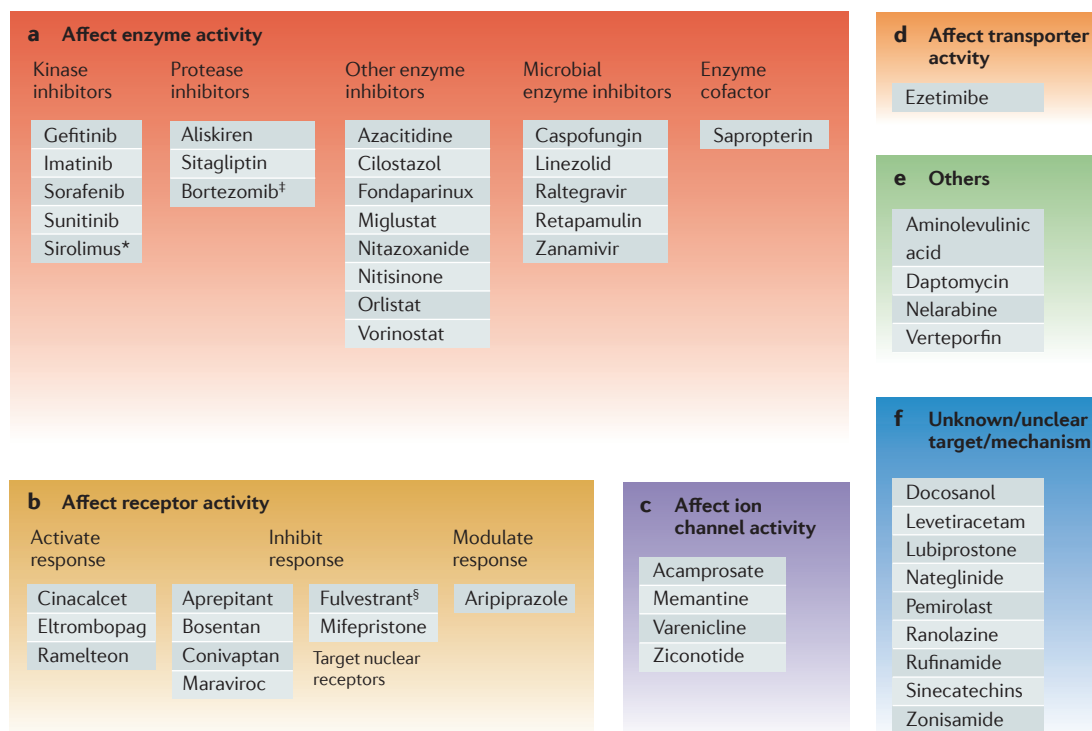 a Affect enzyme activity
Kinase
inhibitors
Gefitinib
Imatinib
Sorafenib
Sunitinib
Sirolimus*
Protease
inhibitors
Aliskiren
Sitagliptin
Bortezomib‡
Other enzyme
inhibitors
Azacitidine
Cilostazol
Fondaparinux
Miglustat
Nitazoxanide
Nitisinone
Orlistat
Vorinostat
Microbial
enzyme inhibitors
Caspofungin
Linezolid
Raltegravir
Retapamulin
Zanamivir
Enzyme
cofactor
Sapropterin
b Affect receptor activity
Activate
response
Cinacalcet
Eltrombopag
Ramelteon
Inhibit
response
Aprepitant
Bosentan
Conivaptan
Maraviroc
Fulvestrant§
Mifepristone
Target nuclear
receptors
Modulate
response
Aripiprazole
c Affect ion
channel activity
Acamprosate
Memantine
Varenicline
Ziconotide
d Affect transporter
actvity
Ezetimibe
e Others
Aminolevulinic
acid
Daptomycin
Nelarabine
Verteporfin
f Unknown/unclear
target/mechanism
Docosanol
Levetiracetam
Lubiprostone
Nateglinide
Pemirolast
Ranolazine
Rufinamide
Sinecatechins
Zonisamide